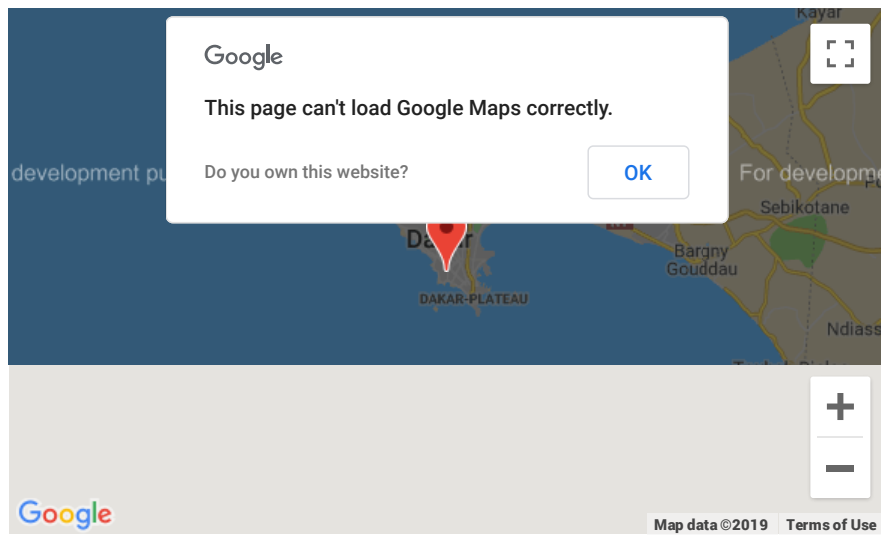 Kayar
Google
This page can't load Google Maps correctly.
Do you own this website?
OK
development pu
For developme
Sebikotane
Bargny
Gouddau
DAKAR-PLATEAU
Ndiass
Google
Map data ©2019 Terms of Use